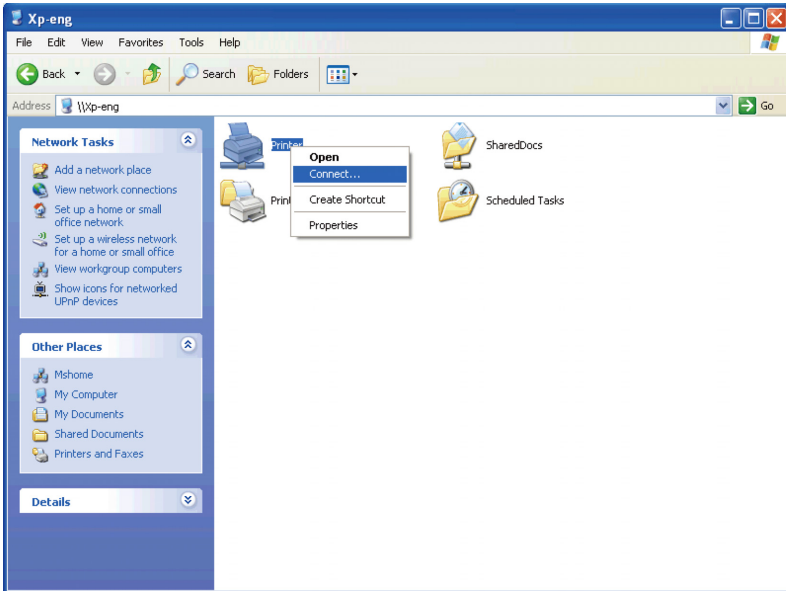 Xp-eng
File Edit View Favorites Tools Help
Back Search Folders
Address \\Xp-eng Go
Network Tasks
Add a network place
View network connections
Set up a home or small
office network
Set up a wireless network
for a home or small office
View workgroup computers
Show icons for networked
UPnP devices
Other Places
Mshome
My Computer
My Documents
Shared Documents
Printers and Faxes
Details
Printer
SharedDocs
Scheduled Tasks
Open
Connect...
Create Shortcut
Properties